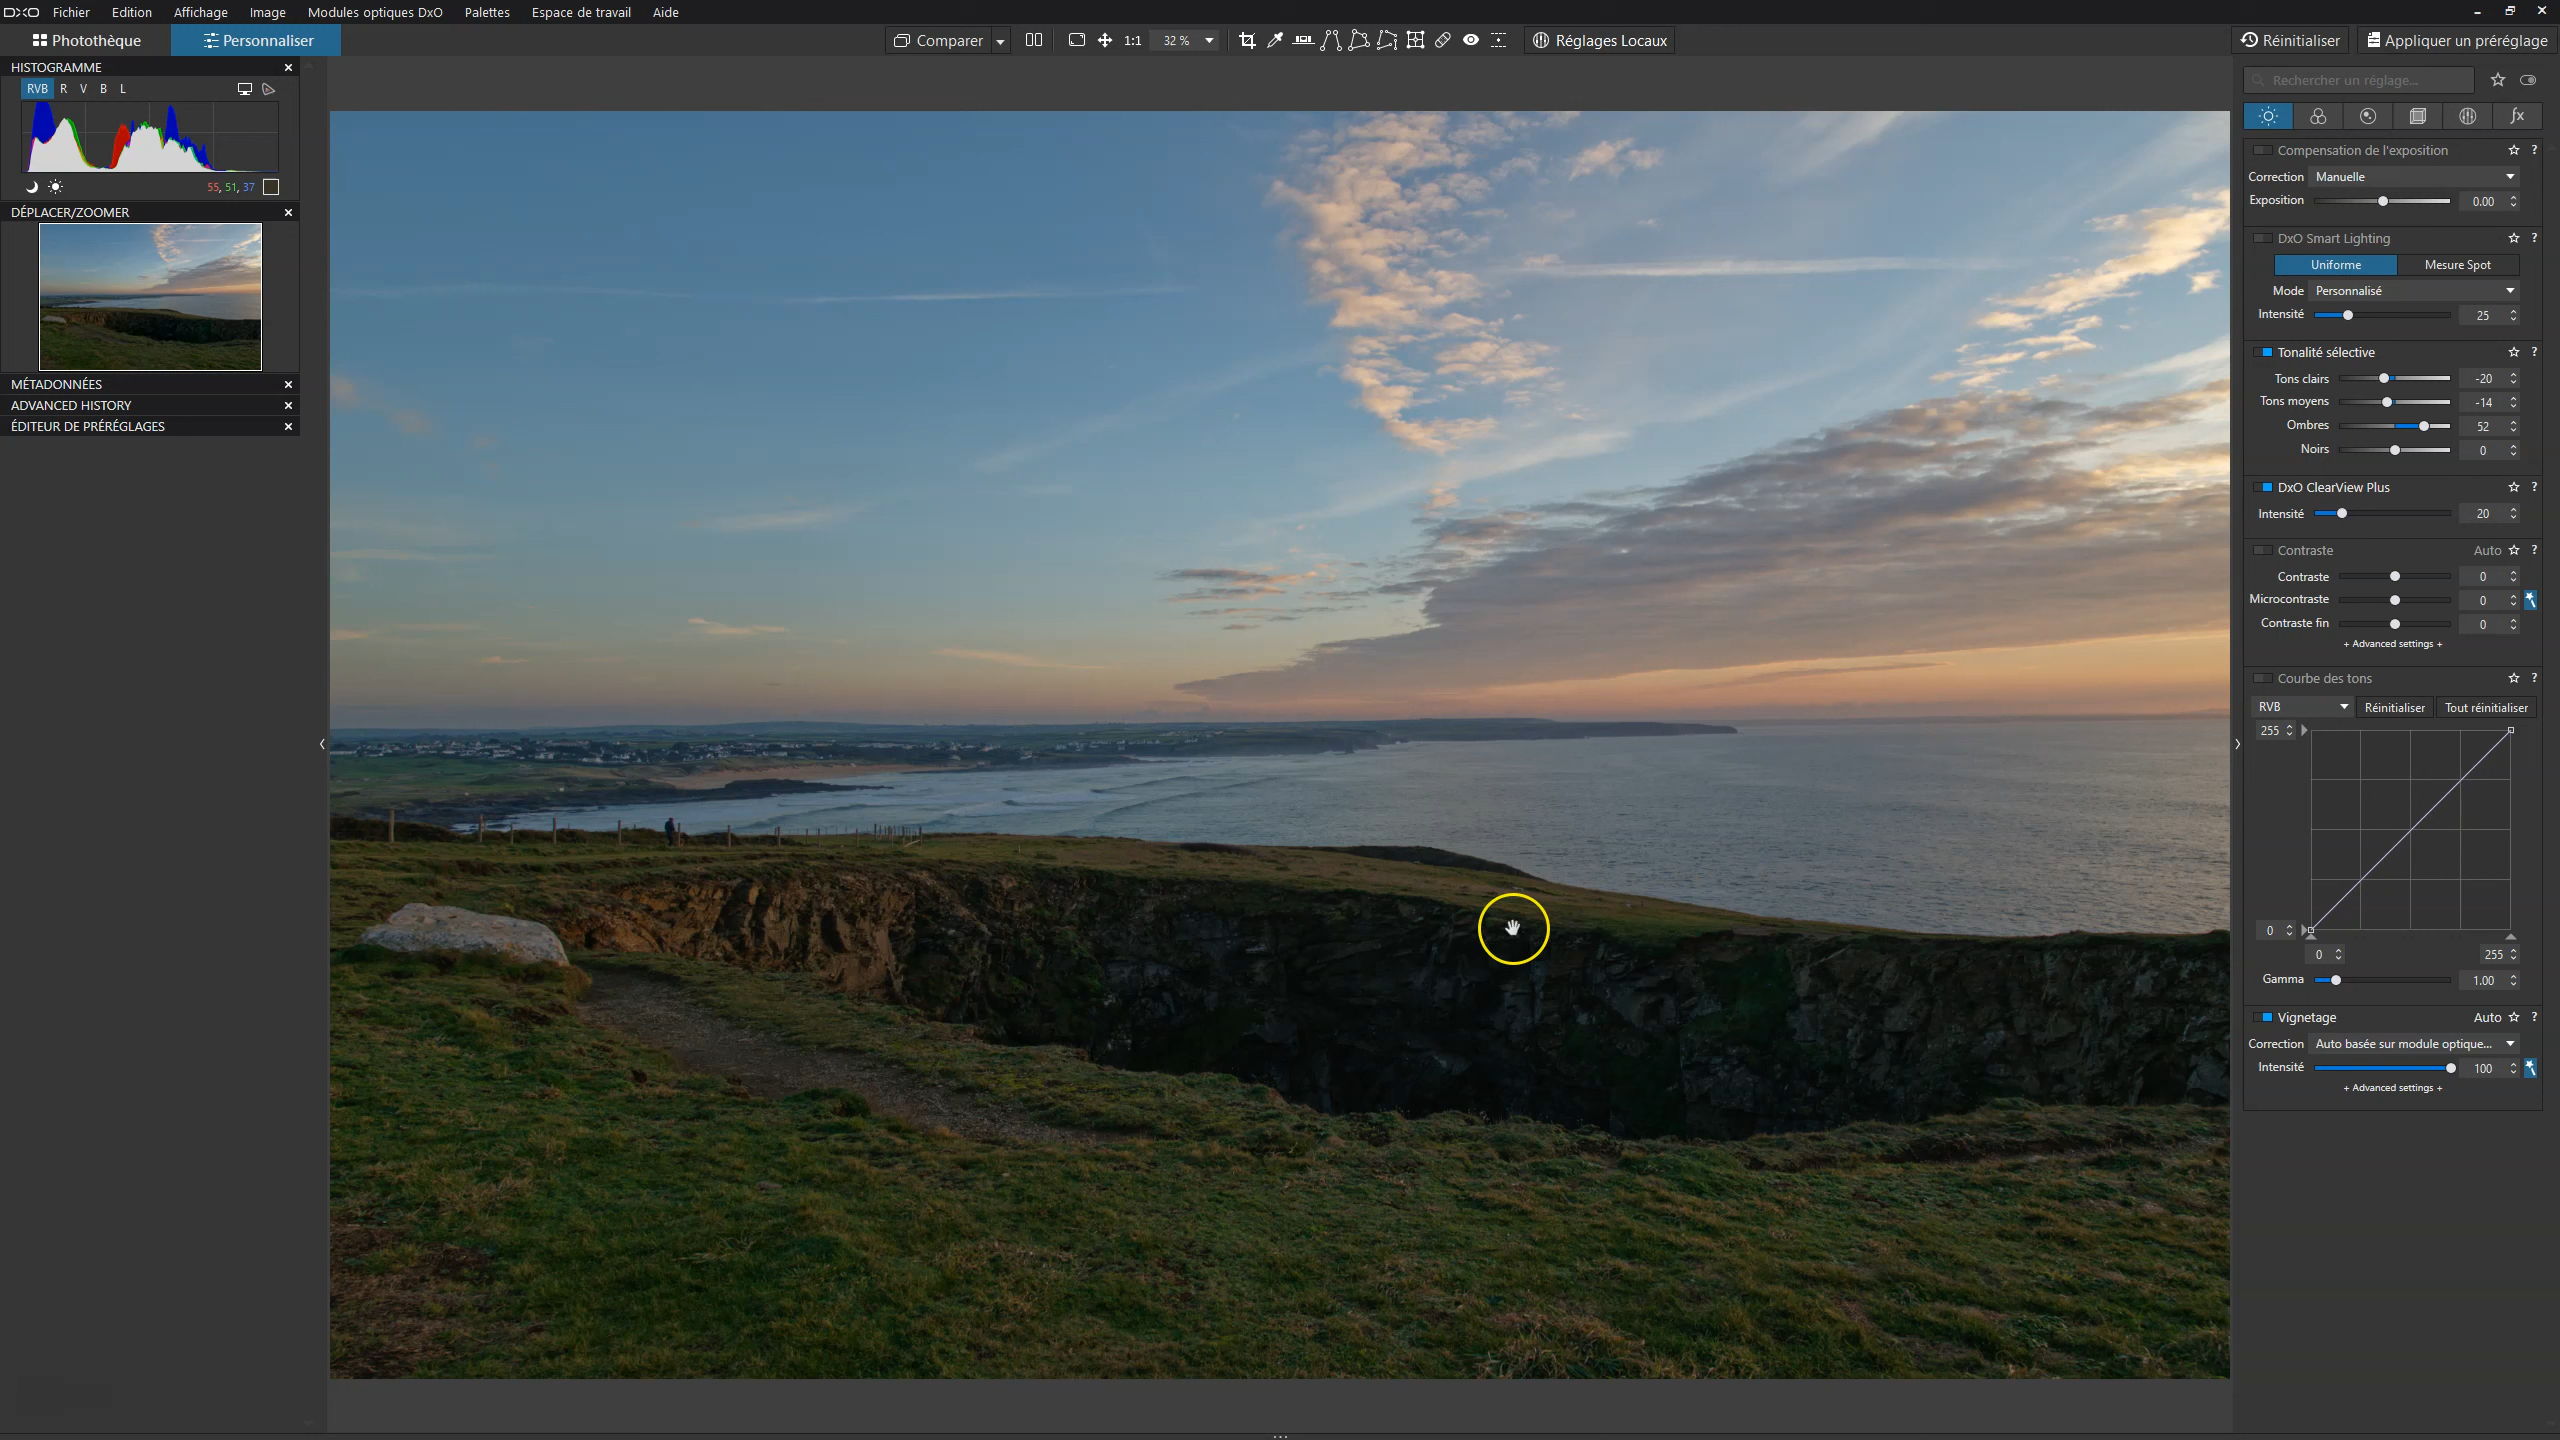 DXO Fichier Edition Affichage Image Modules optiques DxO Palettes Espace de travail Aide
Photothèque Personnaliser Comparer 1:1 32 % Réglages Locaux Réinitialiser Appliquer un préréglage
HISTOGRAMME
RVB R V B L
55, 51, 37
DÉPLACER/ZOOMER
MÉTADONNÉES
ADVANCED HISTORY
ÉDITEUR DE PRÉRÉGLAGES
Rechercher un réglage...
fx
Compensation de l'exposition ?
Correction Manuelle
Exposition 0.00
DxO Smart Lighting ?
Uniforme Mesure Spot
Mode Personnalisé
Intensité 25
Tonalité sélective ?
Tons clairs -20
Tons moyens -14
Ombres 52
Noirs 0
DxO ClearView Plus ?
Intensité 20
Contraste Auto ?
Contraste 0
Microcontraste 0
Contraste fin 0
+ Advanced settings +
Courbe des tons ?
RVB Réinitialiser Tout réinitialiser
255
0
0 255
Gamma 1.00
Vignetage Auto ?
Correction Auto basée sur module optique...
Intensité 100
+ Advanced settings +